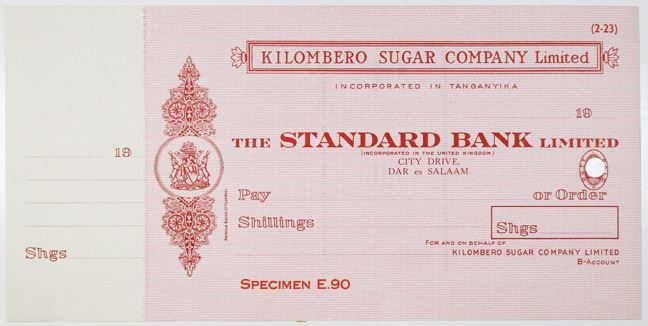 (2-23)
KILOMBERO SUGAR COMPANY Limited
INCORPORATED IN TANGANYIKA
19
THE STANDARD BANK LIMITED
(INCORPORATED IN THE UNITED KINGDOM.)
CITY DRIVE,
DAR es SALAAM
19
Pay
or Order
Shillings
Shgs
Shgs
FOR AND ON BEHALF OF
KILOMBERO SUGAR COMPANY LIMITED
B-ACCOUNT
SPECIMEN E.90